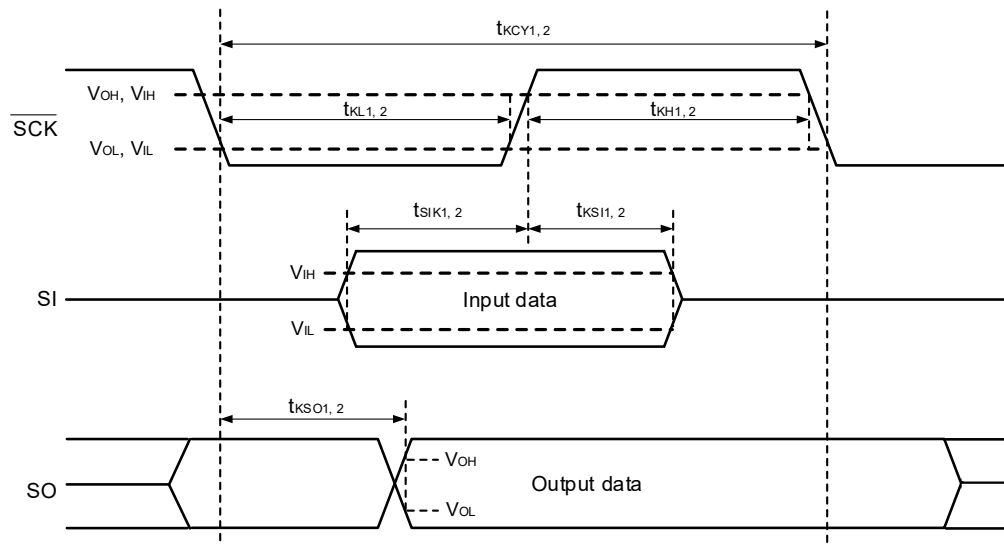 tKCY1, 2
VOH, VIH
tKL1, 2
tKH1, 2
SCK
VOL, VIL
tSIK1, 2
tKSI1, 2
VIH
SI
Input data
VIL
tKSO1, 2
VOH
SO
Output data
VOL